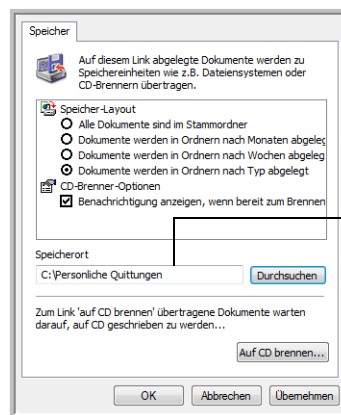 Speicher
Auf diesem Link abgelegte Dokumente werden zu
Speichereinheiten wie z.B. Dateiensystemen oder
CD-Brennern übertragen.
Speicher-Layout
Alle Dokumente sind im Stammordner
Dokumente werden in Ordnern nach Monaten abgeleg
Dokumente werden in Ordnern nach Wochen abgeleg
Dokumente werden in Ordnern nach Typ abgelegt
CD-Brenner-Optionen
Benachrichtigung anzeigen, wenn bereit zum Brennen
Speicherort
C:\Personliche Quittungen
Durchsuchen
Zum Link 'auf CD brennen' übertragene Dokumente warten
darauf, auf CD geschrieben zu werden...
Auf CD brennen...
OK Abbrechen Übernehmen